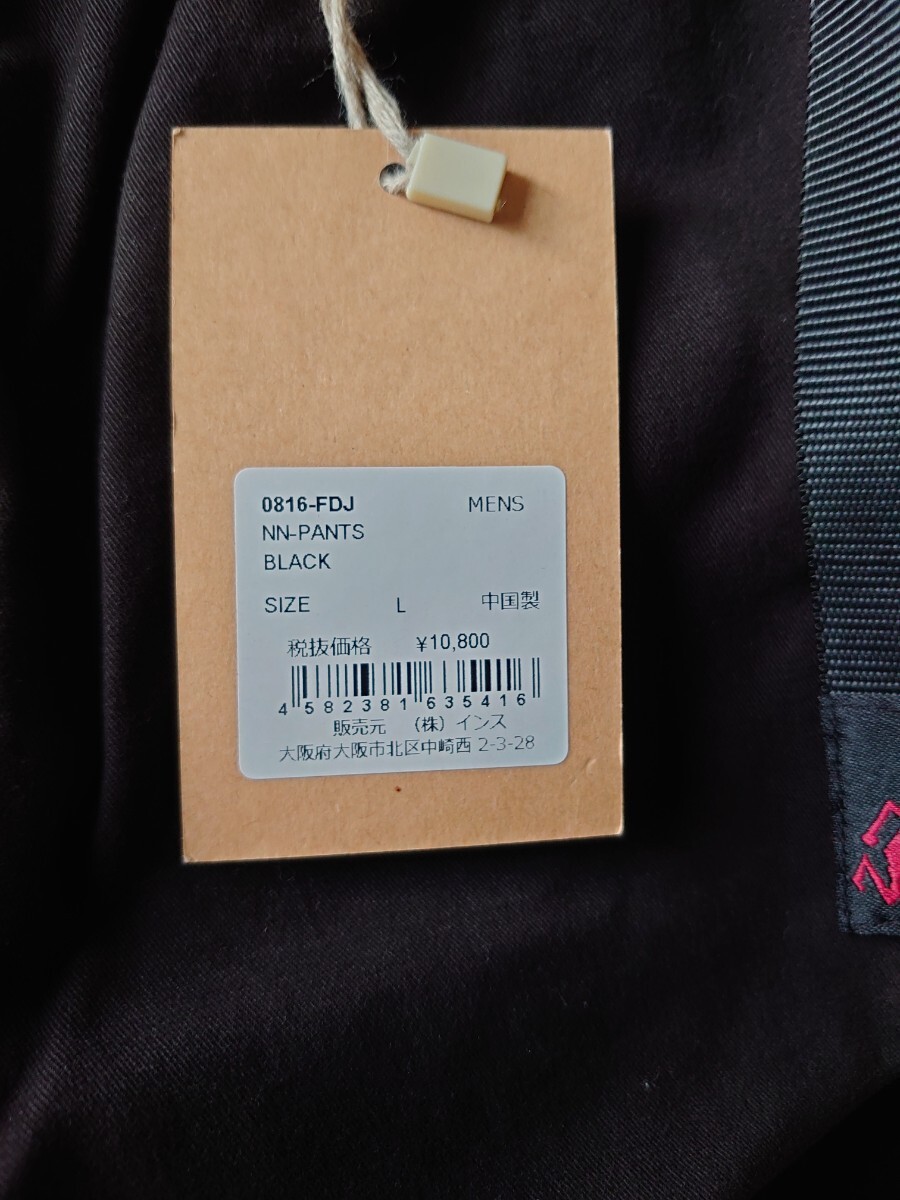 0816-FDJ MENS
NN-PANTS
BLACK
SIZE L 中国製
税抜価格 ¥10,800
4 582381 635416
販売元 (株)インス
大阪府大阪市北区中崎西 2-3-28